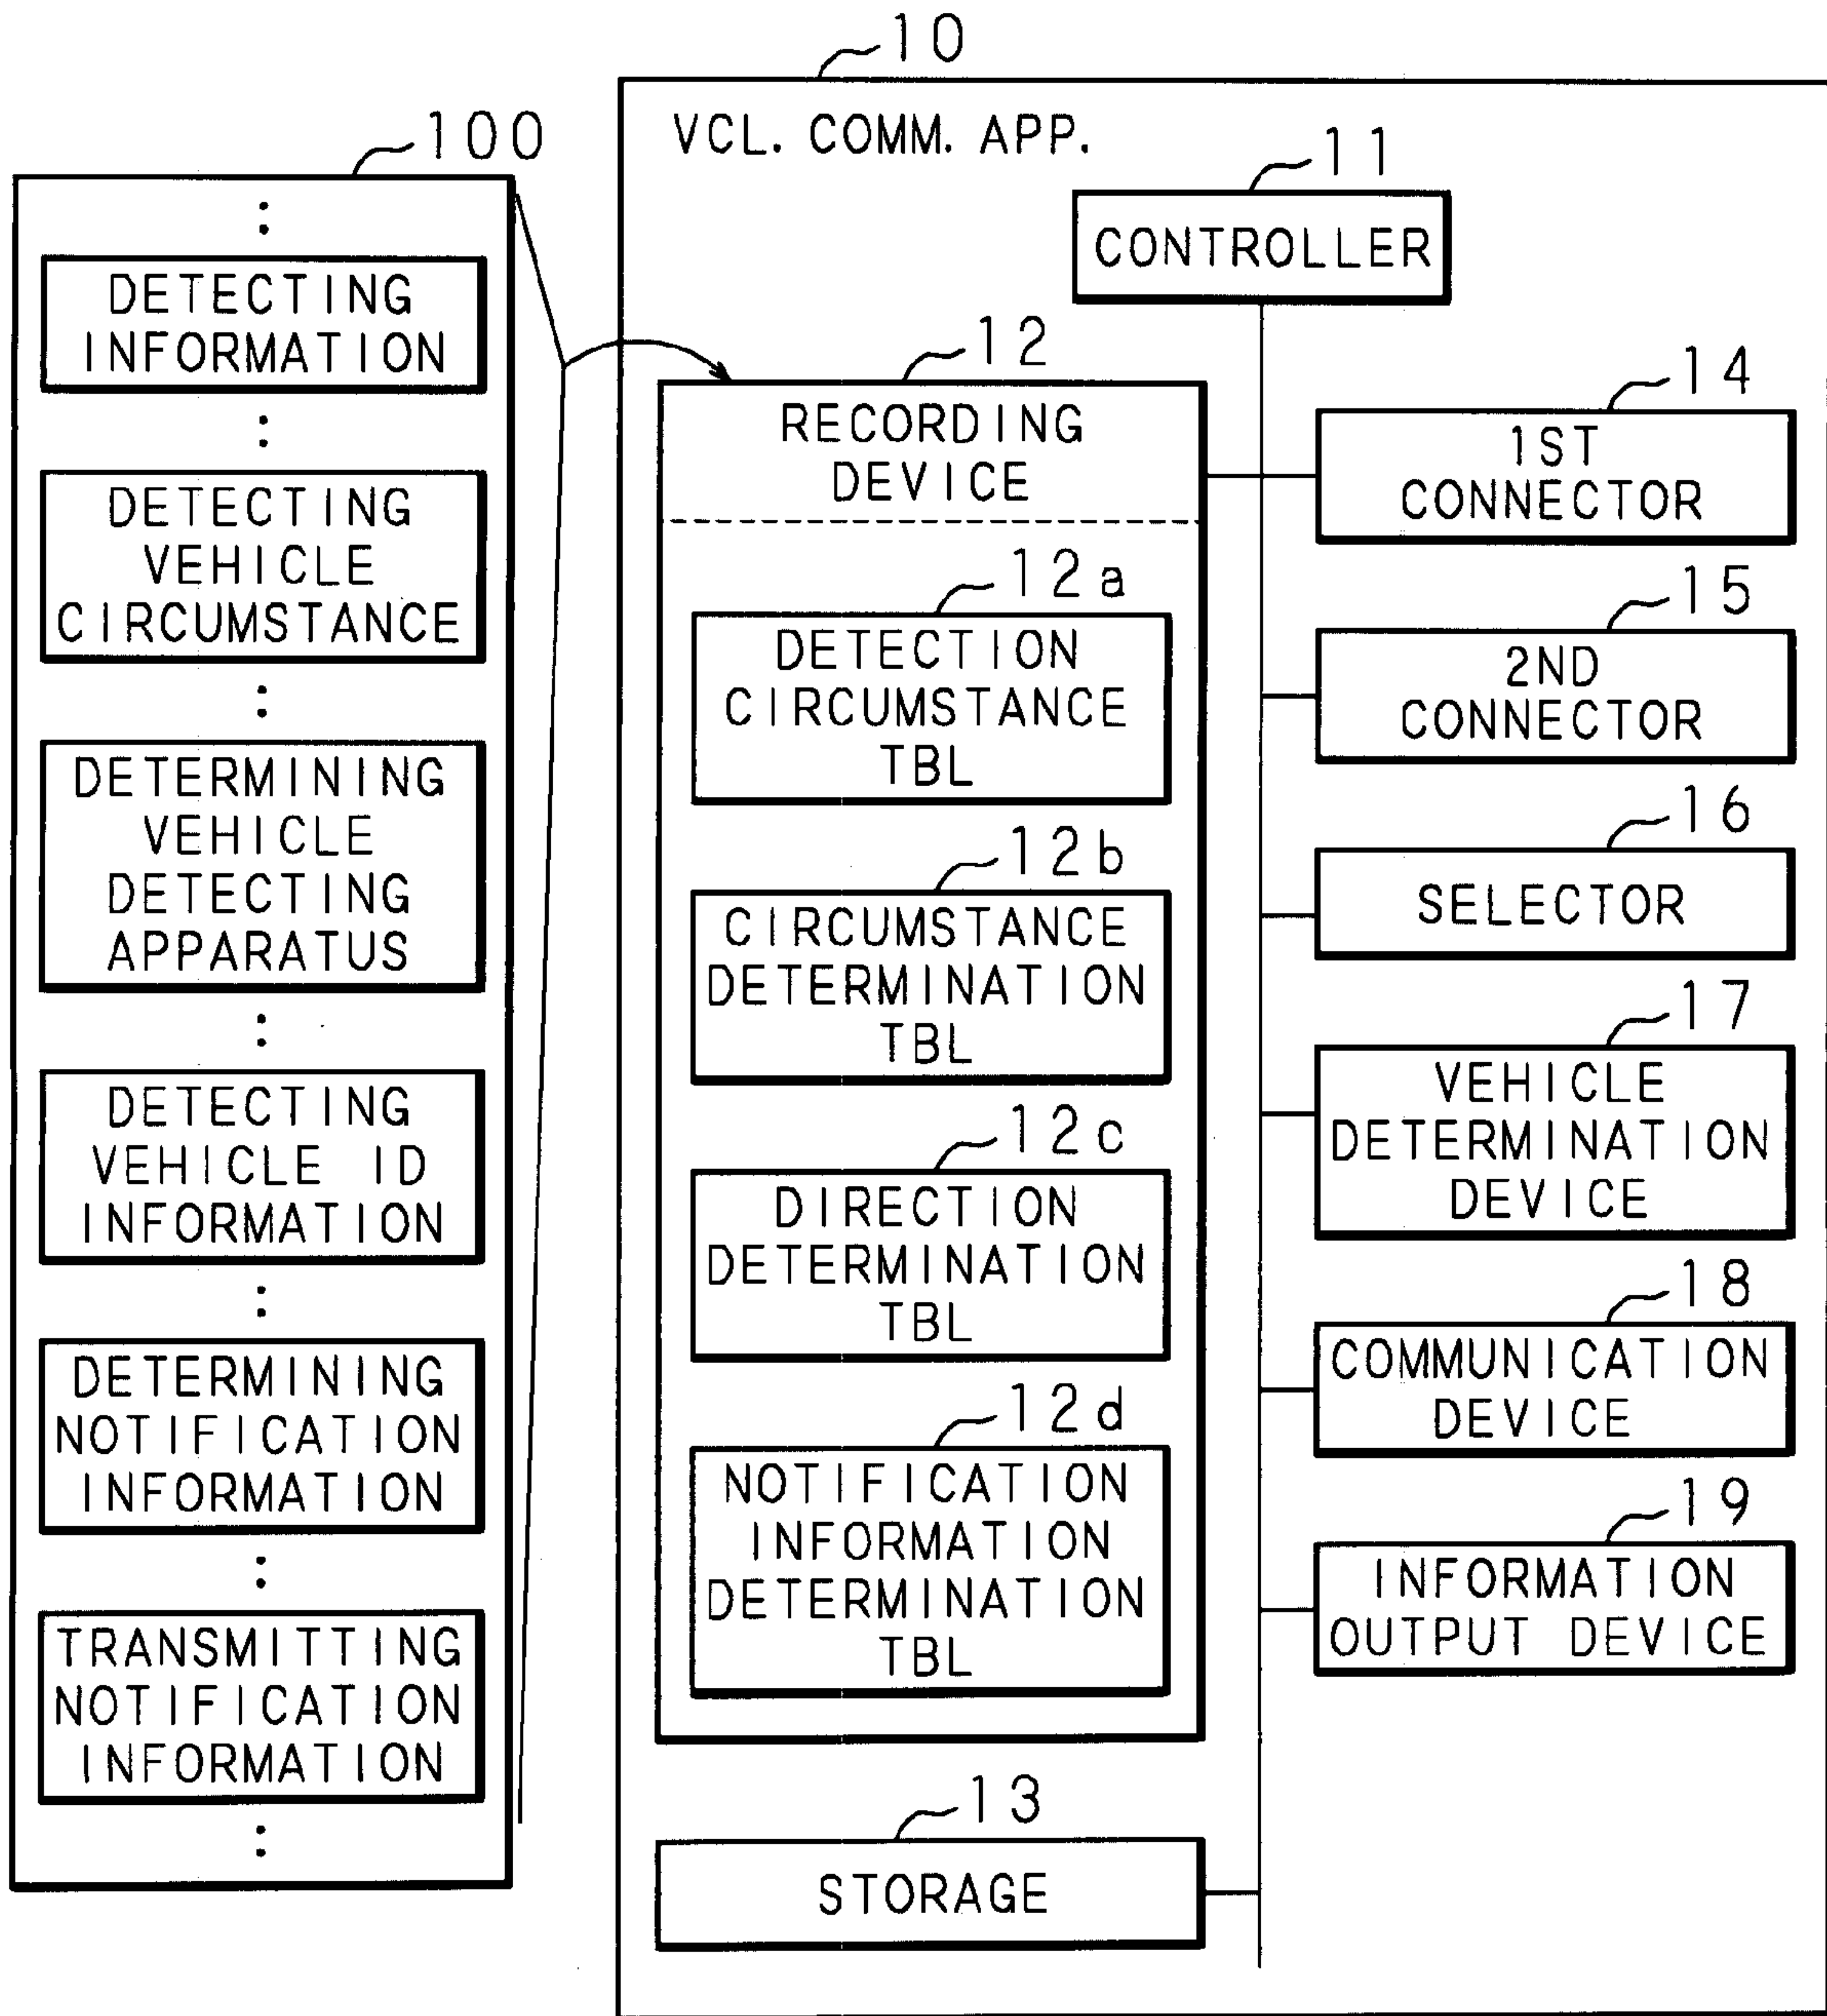 100
DETECTING
INFORMATION
DETECTING
VEHICLE
CIRCUMSTANCE
DETERMINING
VEHICLE
DETECTING
APPARATUS
DETECTING
VEHICLE ID
INFORMATION
DETERMINING
NOTIFICATION
INFORMATION
TRANSMITTING
NOTIFICATION
INFORMATION
10
VCL. COMM. APP.
11
CONTROLLER
12
RECORDING
DEVICE
12a
DETECTION
CIRCUMSTANCE
TBL
12b
CIRCUMSTANCE
DETERMINATION
TBL
12c
DIRECTION
DETERMINATION
TBL
12d
NOTIFICATION
INFORMATION
DETERMINATION
TBL
13
STORAGE
14
1ST
CONNECTOR
15
2ND
CONNECTOR
16
SELECTOR
17
VEHICLE
DETERMINATION
DEVICE
18
COMMUNICATION
DEVICE
19
INFORMATION
OUTPUT DEVICE